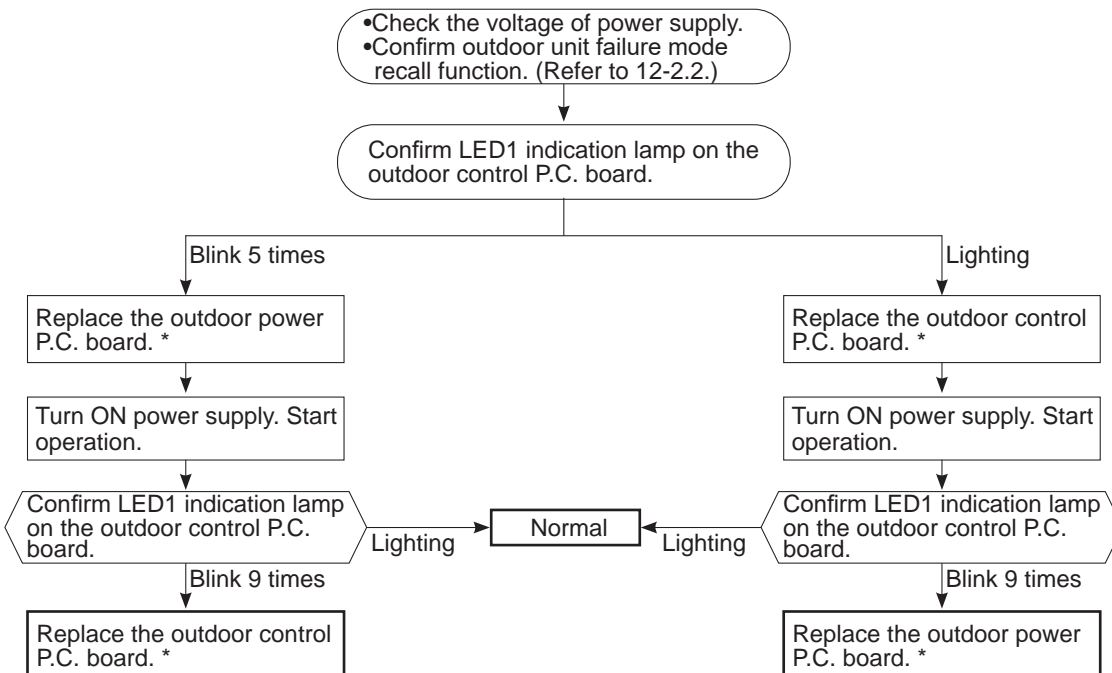 •Check the voltage of power supply.
•Confirm outdoor unit failure mode
recall function. (Refer to 12-2.2.)
Confirm LED1 indication lamp on the
outdoor control P.C. board.
Blink 5 times
Lighting
Replace the outdoor power
P.C. board. *
Replace the outdoor control
P.C. board. *
Turn ON power supply. Start
operation.
Turn ON power supply. Start
operation.
Confirm LED1 indication lamp
on the outdoor control P.C.
board.
Lighting
Normal
Lighting
Confirm LED1 indication lamp
on the outdoor control P.C.
board.
Blink 9 times
Blink 9 times
Replace the outdoor control
P.C. board. *
Replace the outdoor power
P.C. board. *